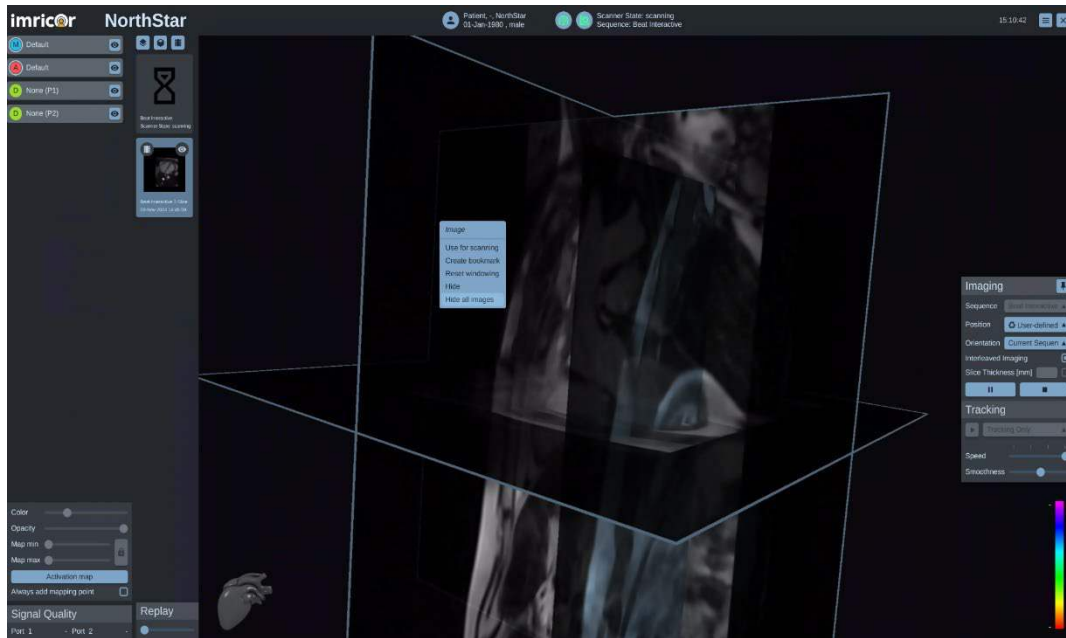 imricor NorthStar
Patient, -, NorthStar
01-Jan-1980 , male
Scanner State: scanning
Sequence: Beat Interactive
15:10:42
M Default
A Default
D None (P1)
D None (P2)
Beat Interactive
Scanner State: scanning
Image
Use for scanning
Create bookmark
Reset windowing
Hide
Hide all images
Imaging
Sequence Beat Interactive
Position User-defined
Orientation Current Sequen
Interleaved Imaging
Slice Thickness [mm]
Tracking
Tracking Only
Speed
Smoothness
Color
Opacity
Map min
Map max
Activation map
Always add mapping point
Signal Quality
Port 1 - Port 2 -
Replay